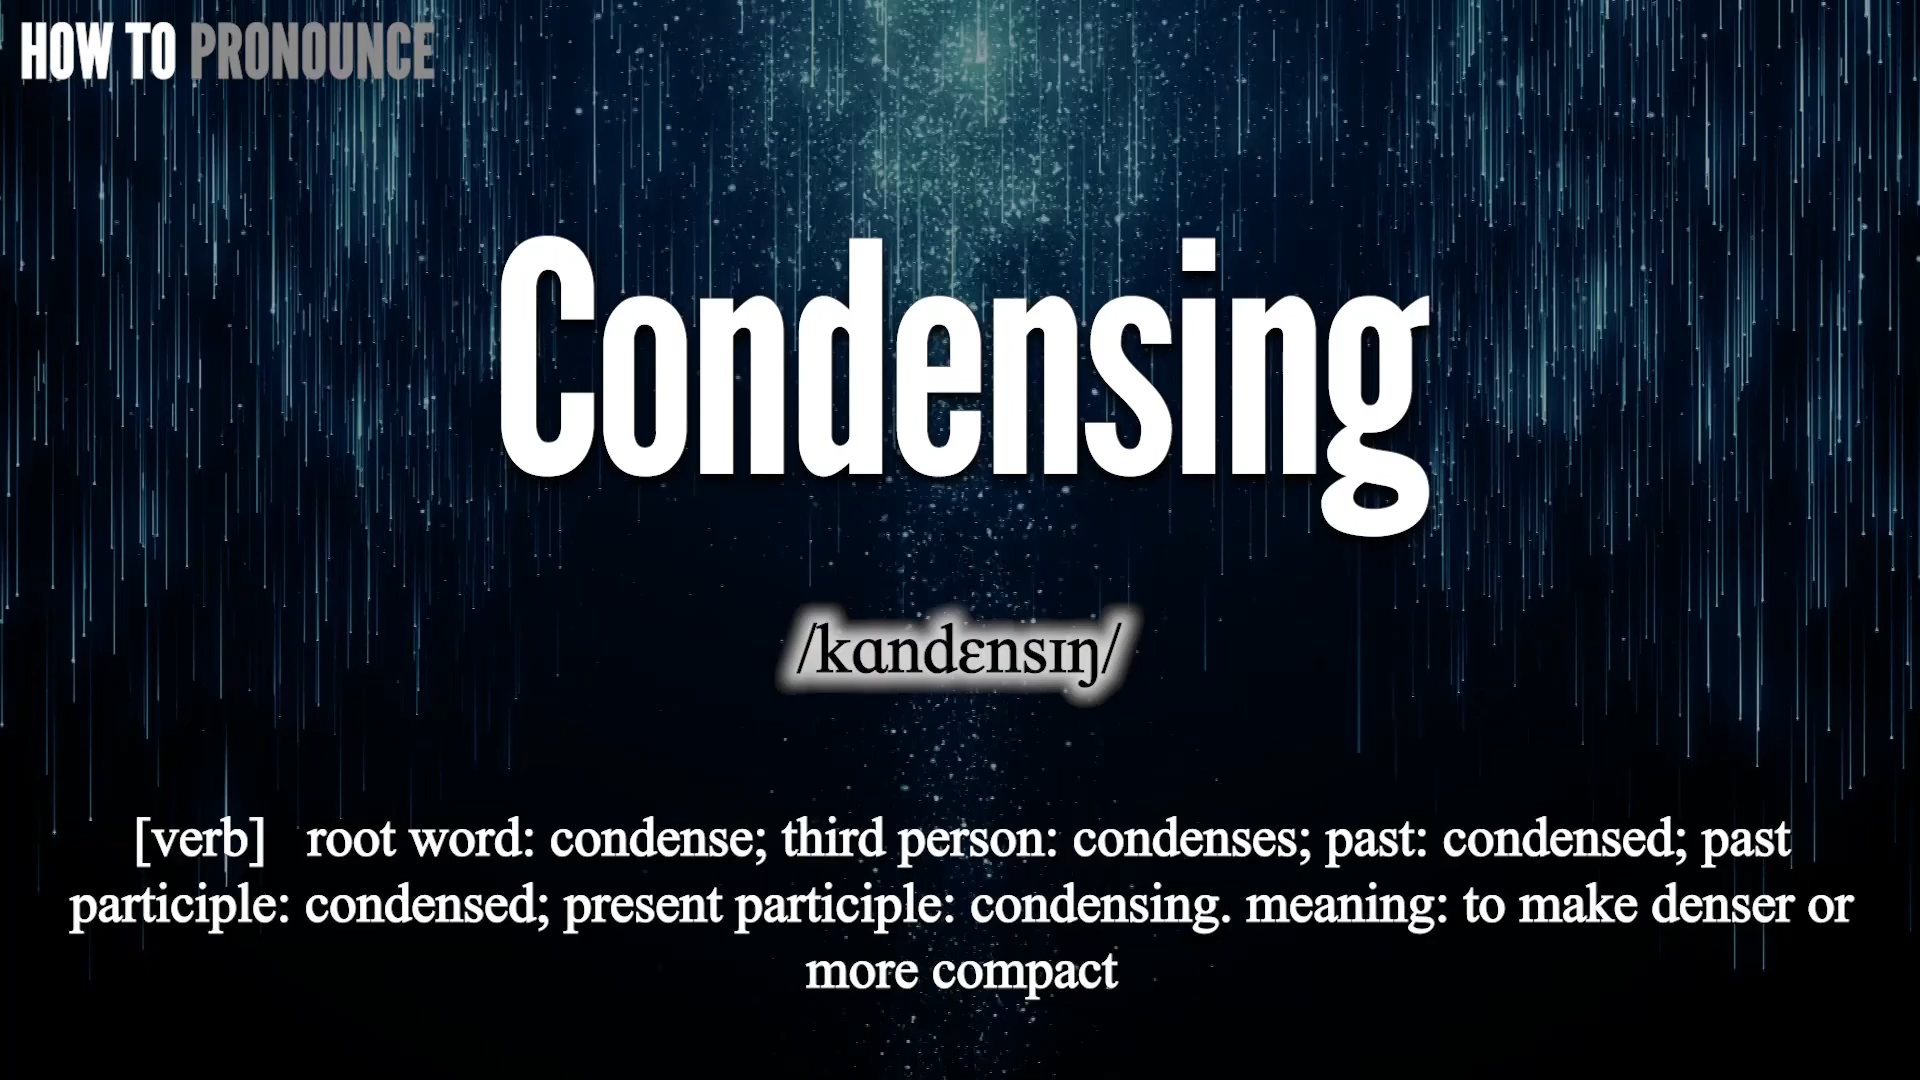 HOW TO PRONOUNCE
Condensing
/kɑndɛnsɪŋ/
[verb] root word: condense; third person: condenses; past: condensed; past
participle: condensed; present participle: condensing. meaning: to make denser or
more compact